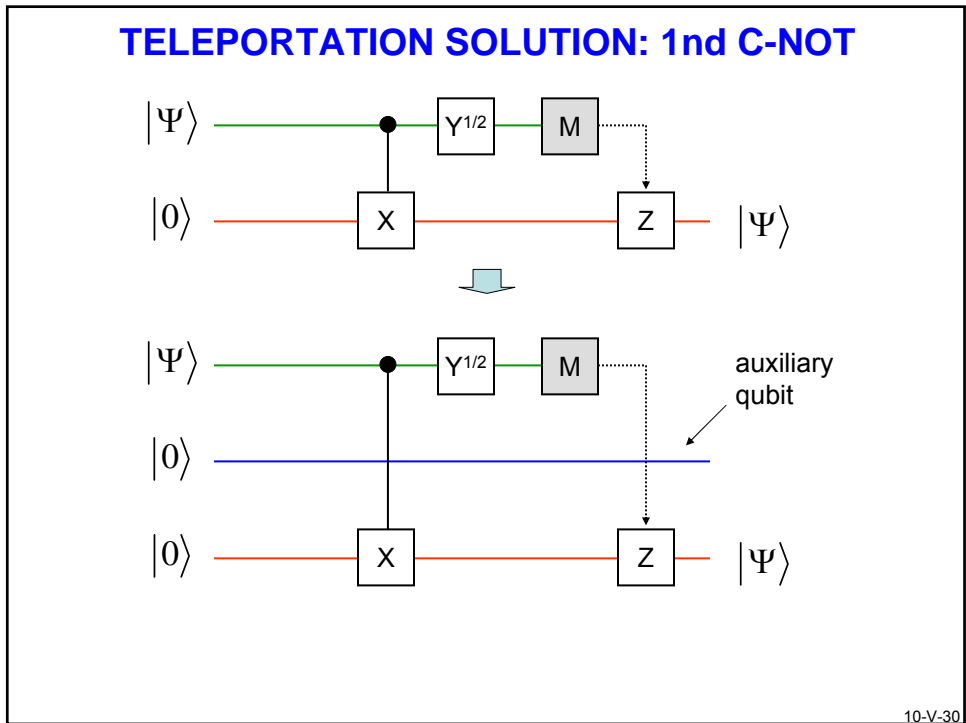 TELEPORTATION SOLUTION: 1nd C-NOT
|Ψ⟩ Y1/2 M
|0⟩ X Z |Ψ⟩
|Ψ⟩ Y1/2 M auxiliary
qubit
|0⟩
|0⟩ X Z |Ψ⟩
10-V-30